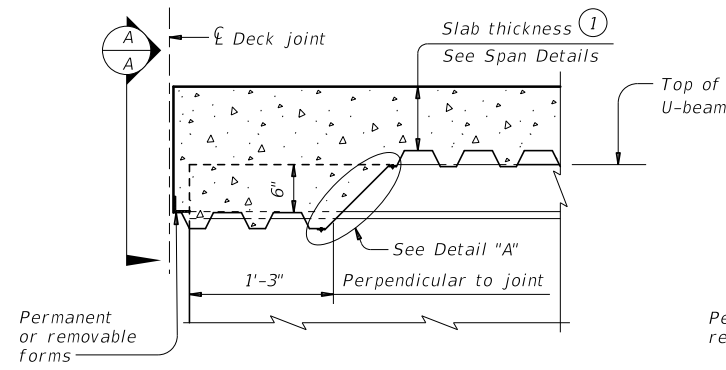 A
A
℄ Deck joint
Slab thickness 1
See Span Details
Top of
U-beam
6"
See Detail "A"
1'-3"
Perpendicular to joint
Permanent
or removable
forms
Pe
re